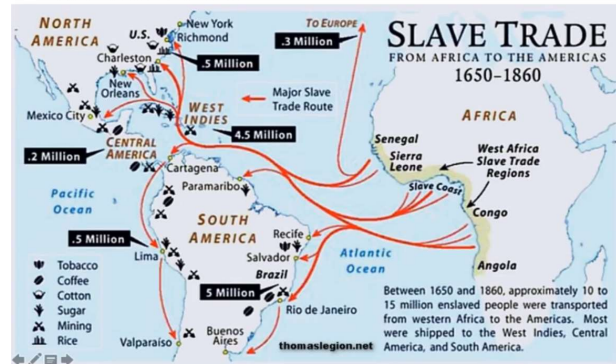 SLAVE TRADE
FROM AFRICA TO THE AMERICAS
1650-1860
NORTH
AMERICA
U.S.
New York
Richmond
Charleston
.5 Million
New
Orleans
Mexico City
WEST
INDIES
4.5 Million
CENTRAL
AMERICA
.2 Million
TO EUROPE
.3 Million
Major Slave
Trade Route
AFRICA
Senegal
Sierra
Leone
West Africa
Slave Trade
Regions
Slave Coast
Congo
Angola
Cartagena
Paramaribo
Pacific
Ocean
SOUTH
AMERICA
.5 Million
Lima
Recife
Salvador
Brazil
5 Million
Rio de Janeiro
Atlantic
Ocean
Valparaíso
Buenos
Aires
Tobacco
Coffee
Cotton
Sugar
Mining
Rice
Between 1650 and 1860, approximately 10 to
15 million enslaved people were transported
from western Africa to the Americas. Most
were shipped to the West Indies, Central
America, and South America.
thomaslegion.net